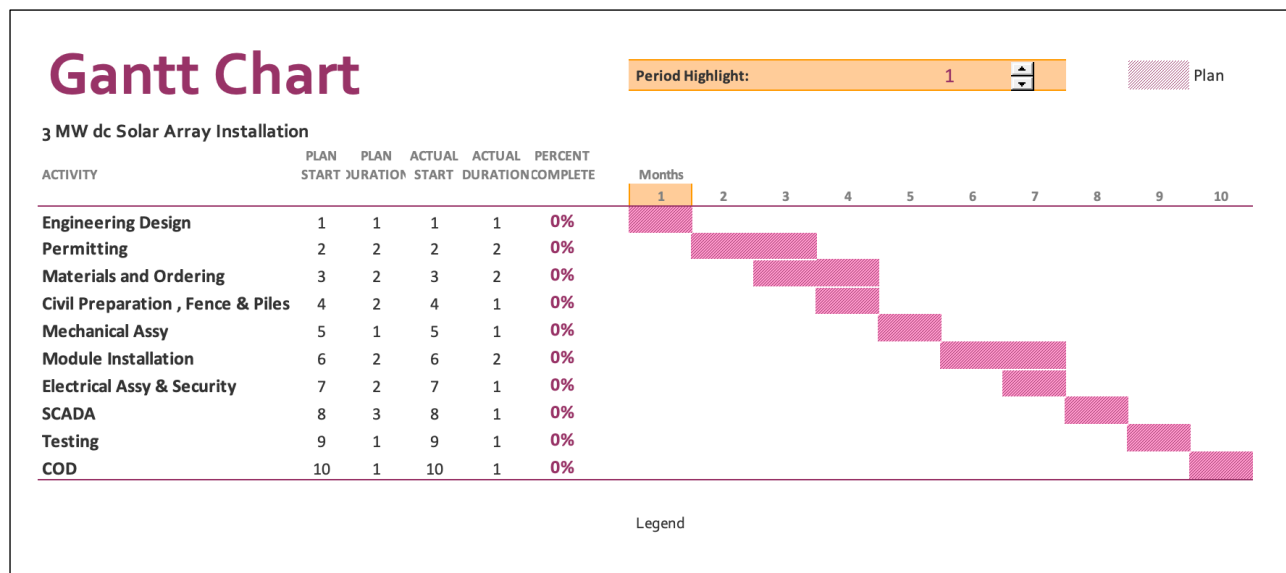 Gantt Chart
Period Highlight: 1
Plan
3 MW dc Solar Array Installation
PLAN PLAN ACTUAL ACTUAL PERCENT
ACTIVITY START DURATION START DURATION COMPLETE Months
1 2 3 4 5 6 7 8 9 10
Engineering Design 1 1 1 1 0%
Permitting 2 2 2 2 0%
Materials and Ordering 3 2 3 2 0%
Civil Preparation , Fence & Piles 4 2 4 1 0%
Mechanical Assy 5 1 5 1 0%
Module Installation 6 2 6 2 0%
Electrical Assy & Security 7 2 7 1 0%
SCADA 8 3 8 1 0%
Testing 9 1 9 1 0%
COD 10 1 10 1 0%
Legend